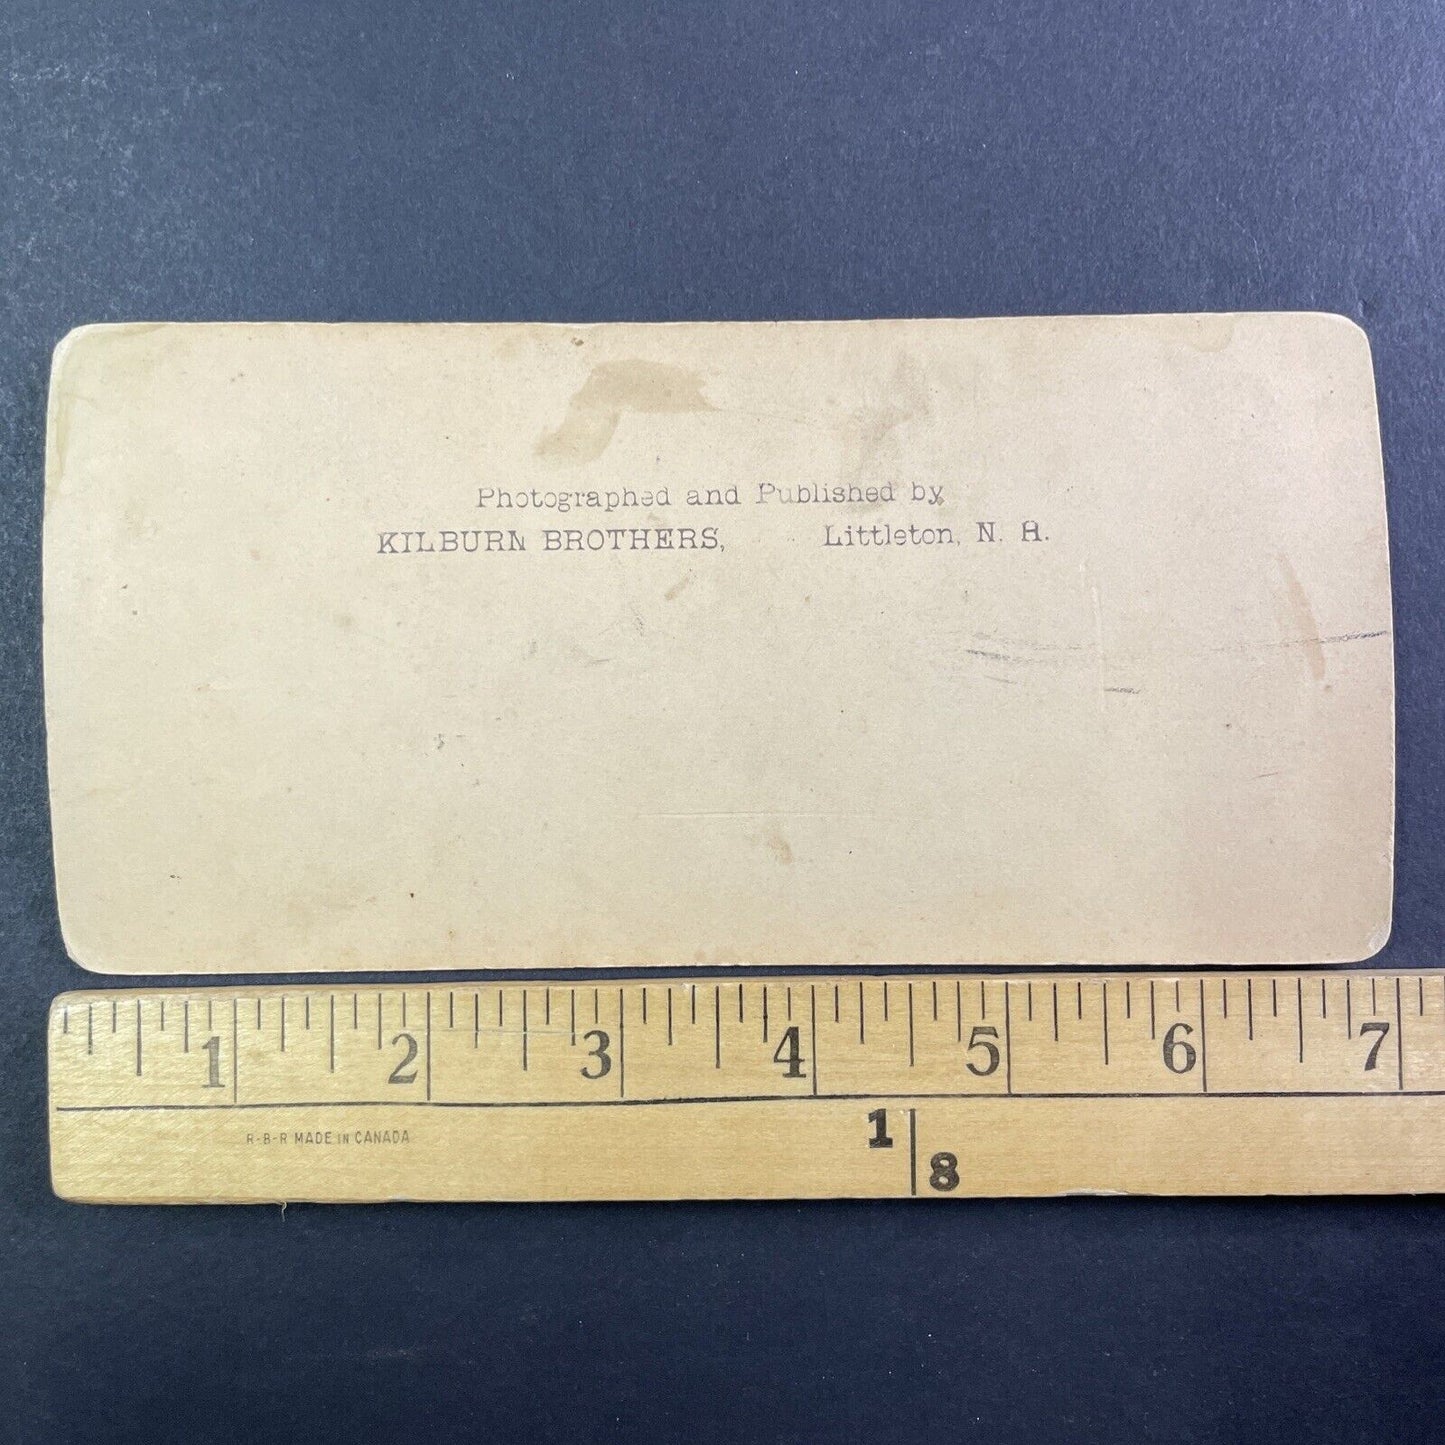 Photographed and Published by
KILBURN BROTHERS, Littleton, N. H.
1 2 3 4 5 6 7
R-B-R MADE IN CANADA
1
8